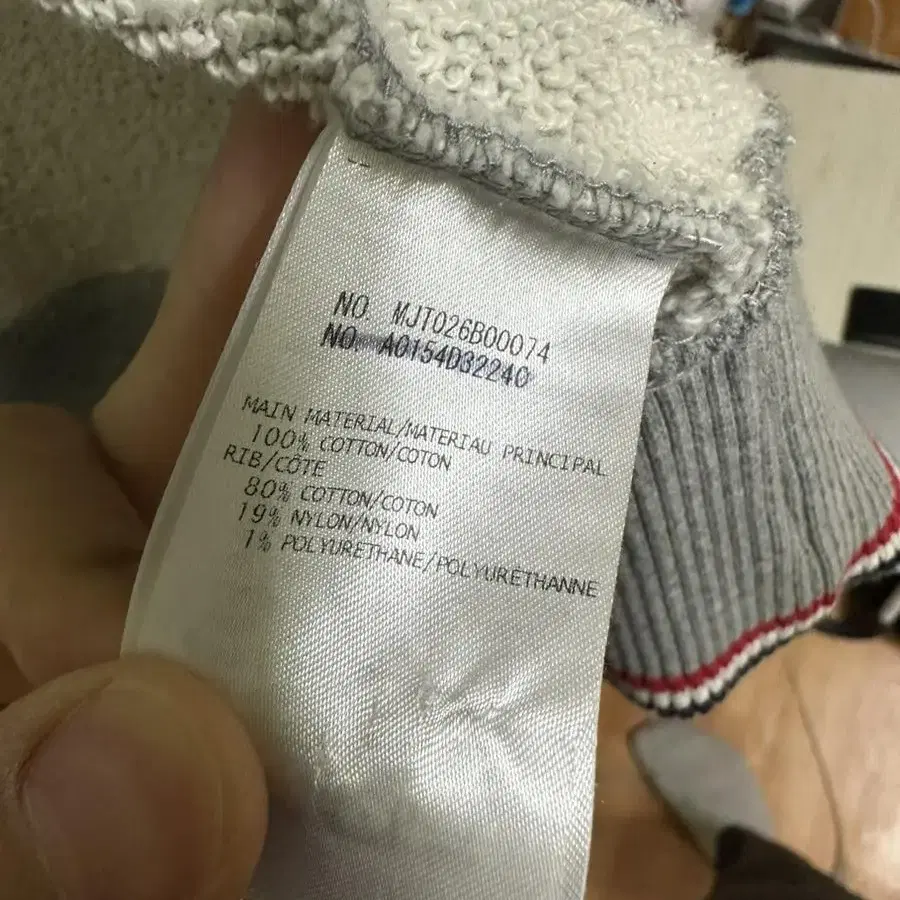 NO MJT026B00074
NO. A0154D32240
MAIN MATERIAL/MATERIAU PRINCIPAL
100% COTTON/COTON
RIB/CÔTE
80% COTTON/COTON
19% NYLON/NYLON
1% POLYURETHANE/POLYURÉTHANNE